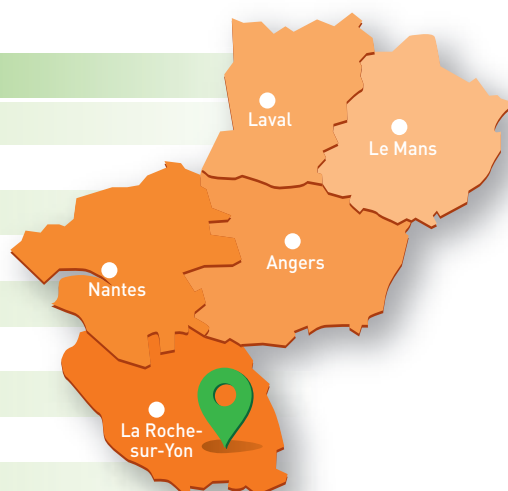 Laval
Le Mans
Angers
Nantes
La Roche-
sur-Yon